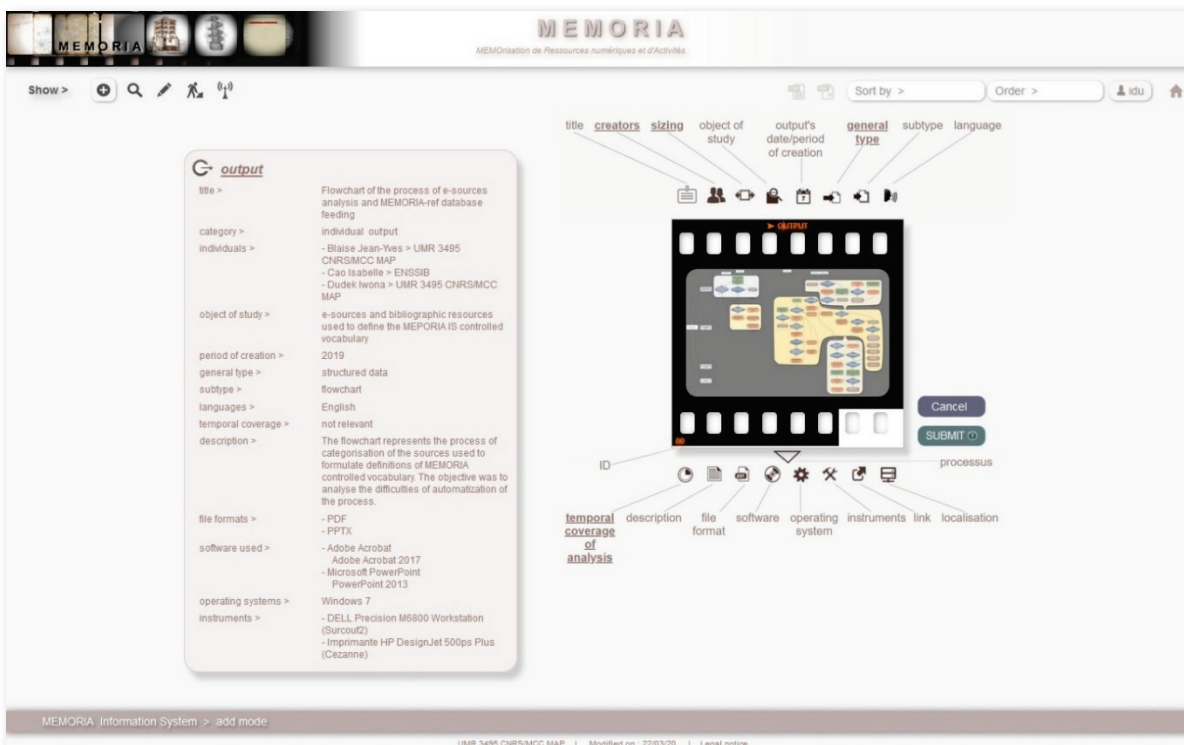 MEMORIA
MEMORIA
MEMOrisation de Ressources numériques et d'Activités
Show >
Sort by >
Order >
idu
output
title > Flowchart of the process of e-sources
analysis and MEMORIA-ref database
feeding
category > individual output
individuals > - Blaise Jean-Yves > UMR 3495
CNRS/MCC MAP
- Cao Isabelle > ENSSIB
- Dudek Iwona > UMR 3495 CNRS/MCC
MAP
object of study > e-sources and bibliographic resources
used to define the MEPORIA IS controlled
vocabulary
period of creation > 2019
general type > structured data
subtype > flowchart
languages > English
temporal coverage > not relevant
description > The flowchart represents the process of
categorisation of the sources used to
formulate definitions of MEMORIA
controlled vocabulary. The objective was to
analyse the difficulties of automatization of
the process.
file formats > - PDF
- PPTX
software used > - Adobe Acrobat
Adobe Acrobat 2017
- Microsoft PowerPoint
PowerPoint 2013
operating systems > Windows 7
instruments > - DELL Precision M6800 Workstation
(Surcouf2)
- Imprimante HP DesignJet 500ps Plus
(Cezanne)
title creators sizing object of output's general subtype language
study date/period type
of creation
7
OUTPUT
Cancel
SUBMIT
ID
processus
temporal description file software operating instruments link localisation
coverage format system
of
analysis
MEMORIA Information System > add mode
UMR 3495 CNRS/MCC MAP | Modified on : 22/03/20 | Legal notice